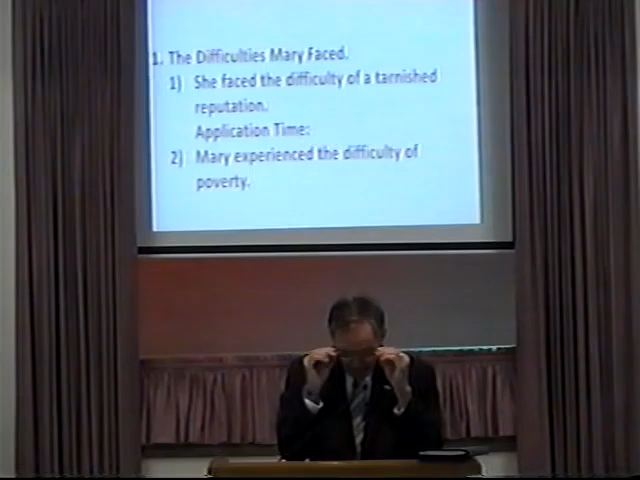 1. The Difficulties Mary Faced.
1) She faced the difficulty of a tarnished
reputation.
Application Time:
2) Mary experienced the difficulty of
poverty.